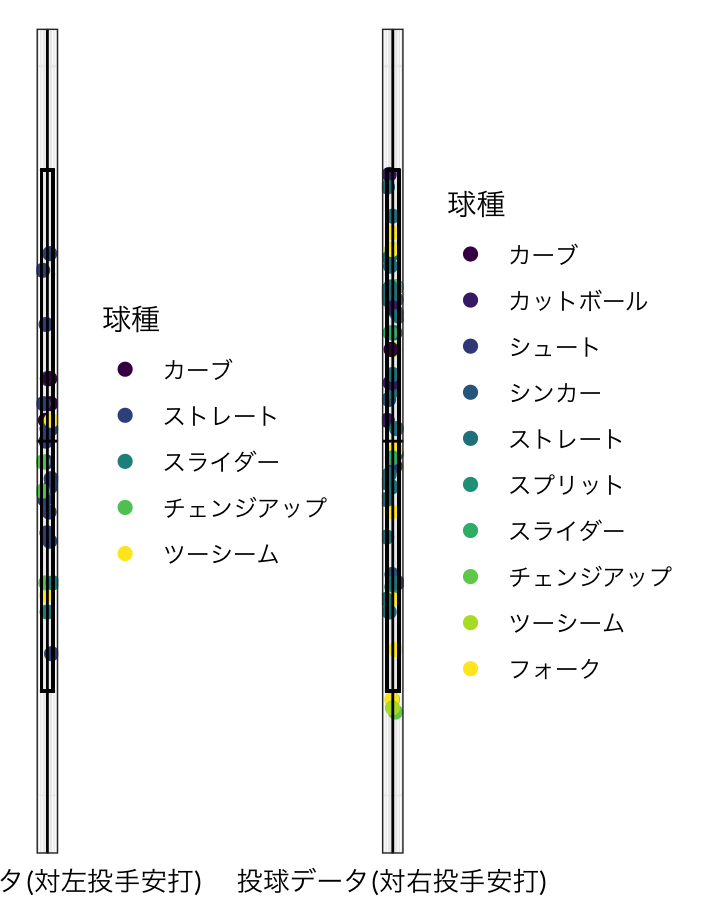 球種
カーブ
ストレート
スライダー
チェンジアップ
ツーシーム
球種
カーブ
カットボール
シュート
シンカー
ストレート
スプリット
スライダー
チェンジアップ
ツーシーム
フォーク
タ(対左投手安打)
投球データ(対右投手安打)